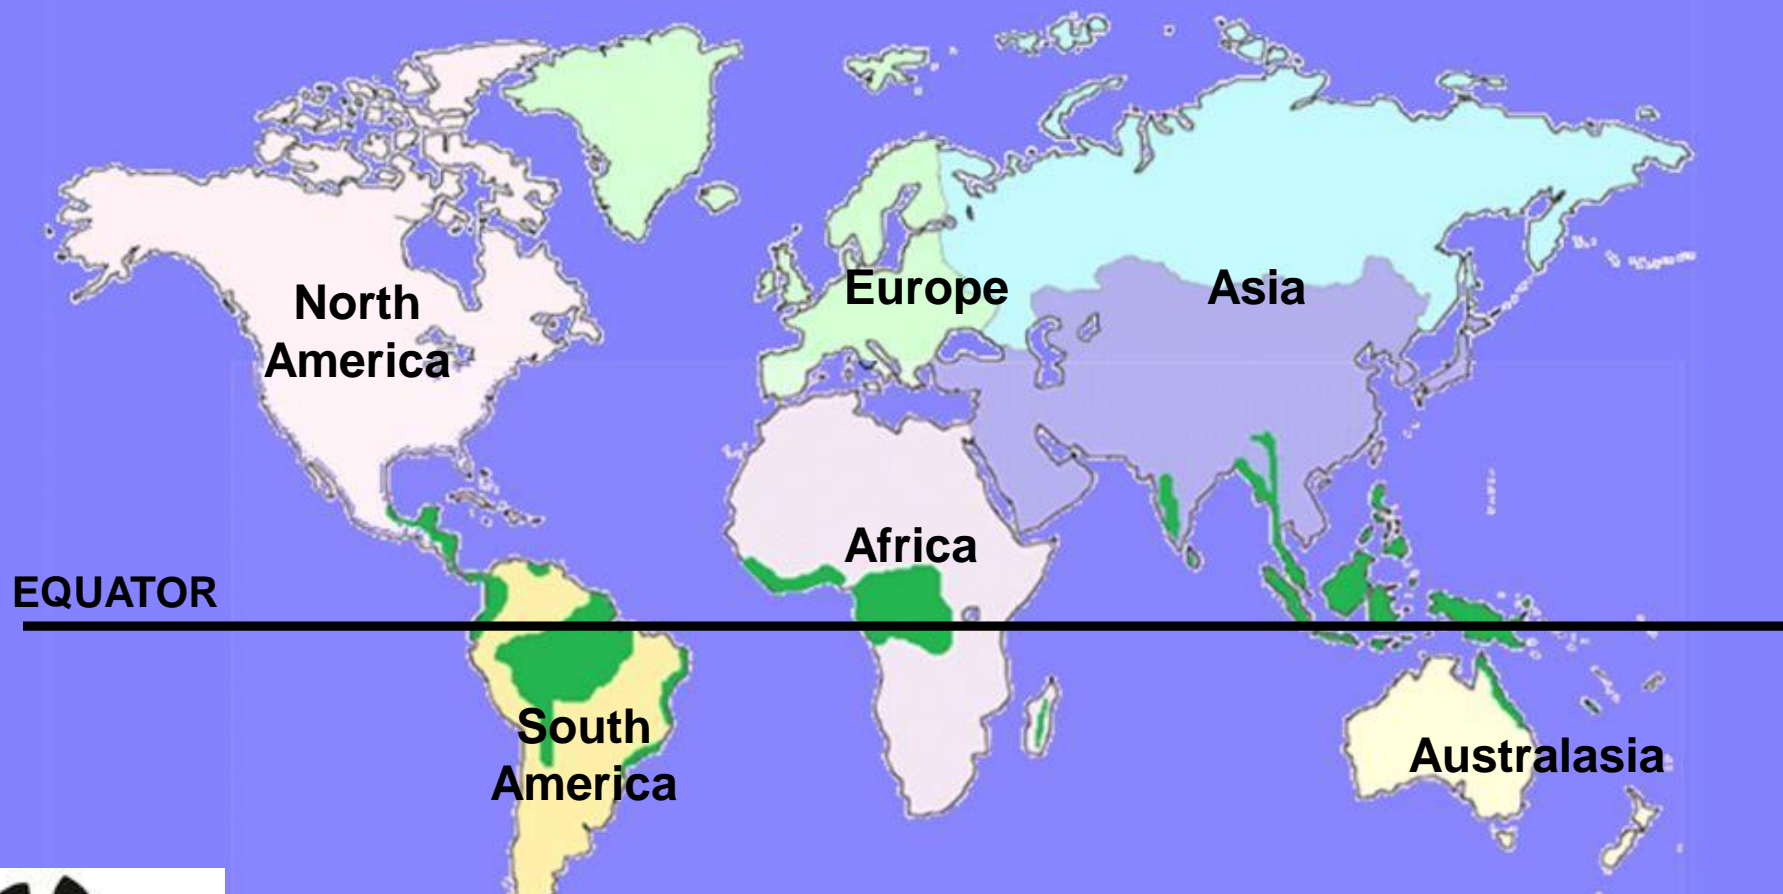 North
America
Europe
Asia
Africa
EQUATOR
South
America
Australasia